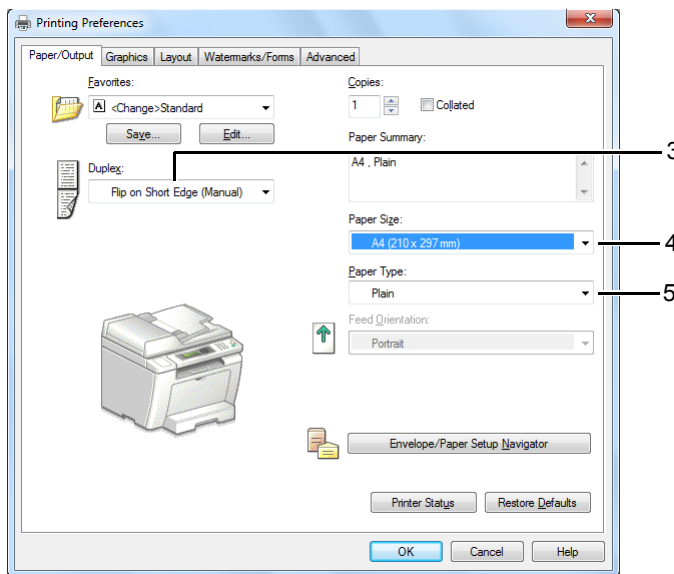 Printing Preferences
Paper/Output Graphics Layout Watermarks/Forms Advanced
Favorites:
A <Change>Standard
Save... Edit...
Duplex:
Flip on Short Edge (Manual)
Copies:
1 Collated
Paper Summary:
A4 , Plain
3
Paper Size:
A4 (210 x 297 mm)
4
Paper Type:
Plain
5
Feed Orientation:
Portrait
Envelope/Paper Setup Navigator
Printer Status Restore Defaults
OK Cancel Help